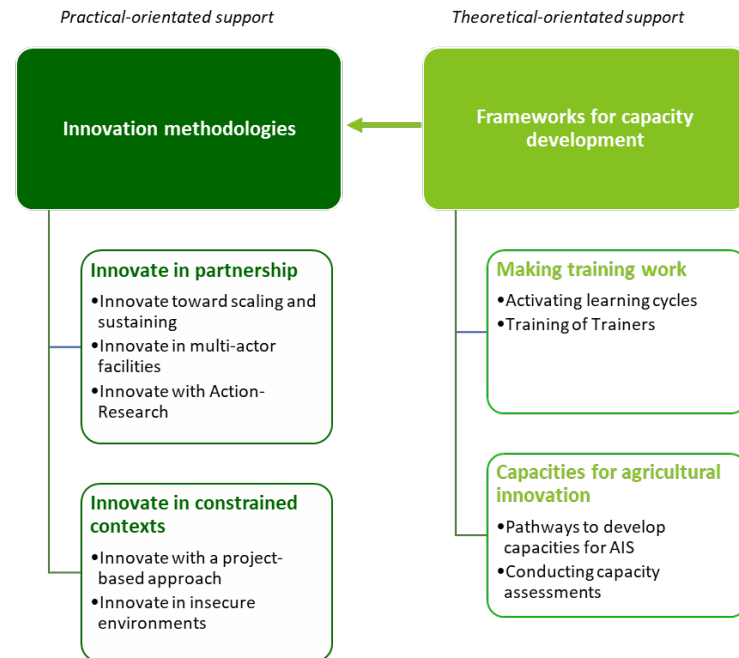 Practical-orientated support
Theoretical-orientated support
Innovation methodologies
Frameworks for capacity
development
Innovate in partnership
•Innovate toward scaling and
sustaining
•Innovate in multi-actor
facilities
•Innovate with Action-
Research
Innovate in constrained
contexts
•Innovate with a project-
based approach
•Innovate in insecure
environments
Making training work
•Activating learning cycles
•Training of Trainers
Capacities for agricultural
innovation
•Pathways to develop
capacities for AIS
•Conducting capacity
assessments